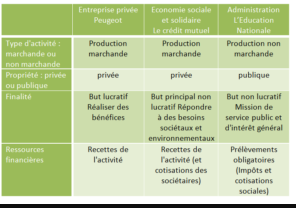 Entreprise privée
Peugeot
Economie sociale
et solidaire
Le crédit mutuel
Administration
L'Education
Nationale
Type d'activité :
marchande ou
non marchande
Production
marchande
Production
marchande
Production non
marchande
Propriété : privée
ou publique
privée
privée
publique
Finalité
But lucratif
Réaliser des
bénéfices
But principal non
lucratif Répondre
à des besoins
sociétaux et
environnementaux
But non lucratif
Mission de
service public et
d'intérêt général
Ressources
financières
Recettes de
l'activité
Recettes de
l'activité (et
cotisations des
sociétaires)
Prélèvements
obligatoires
(Impôts et
cotisations
sociales)